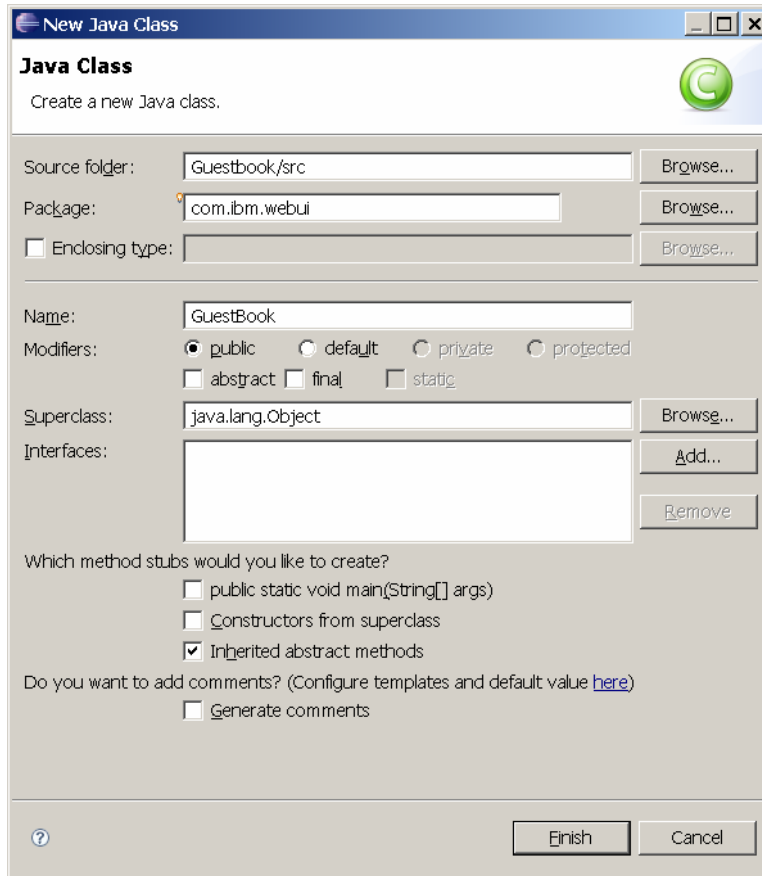 New Java Class
Java Class
Create a new Java class.
Source folder: Guestbook/src Browse...
Package: com.ibm.webui Browse...
Enclosing type: Browse...
Name: GuestBook
Modifiers: public default private protected
abstract final static
Superclass: java.lang.Object Browse...
Interfaces: Add...
Remove
Which method stubs would you like to create?
public static void main(String[] args)
Constructors from superclass
Inherited abstract methods
Do you want to add comments? (Configure templates and default value here)
Generate comments
? Finish Cancel